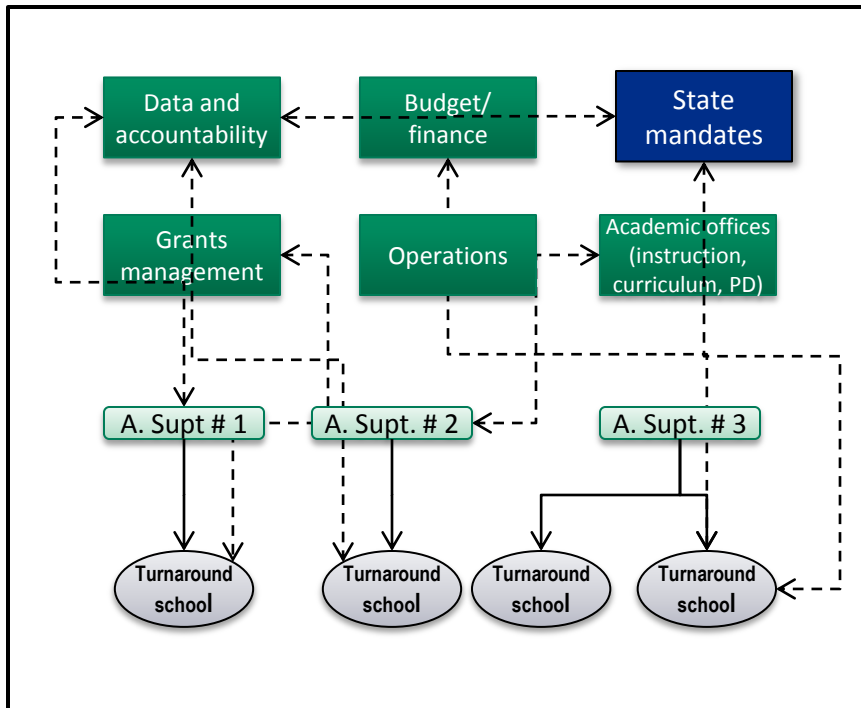 Data and
accountability
Budget/
finance
State
mandates
Grants
management
Operations
Academic offices
(instruction,
curriculum, PD)
A. Supt # 1
A. Supt. # 2
A. Supt. # 3
Turnaround
school
Turnaround
school
Turnaround
school
Turnaround
school